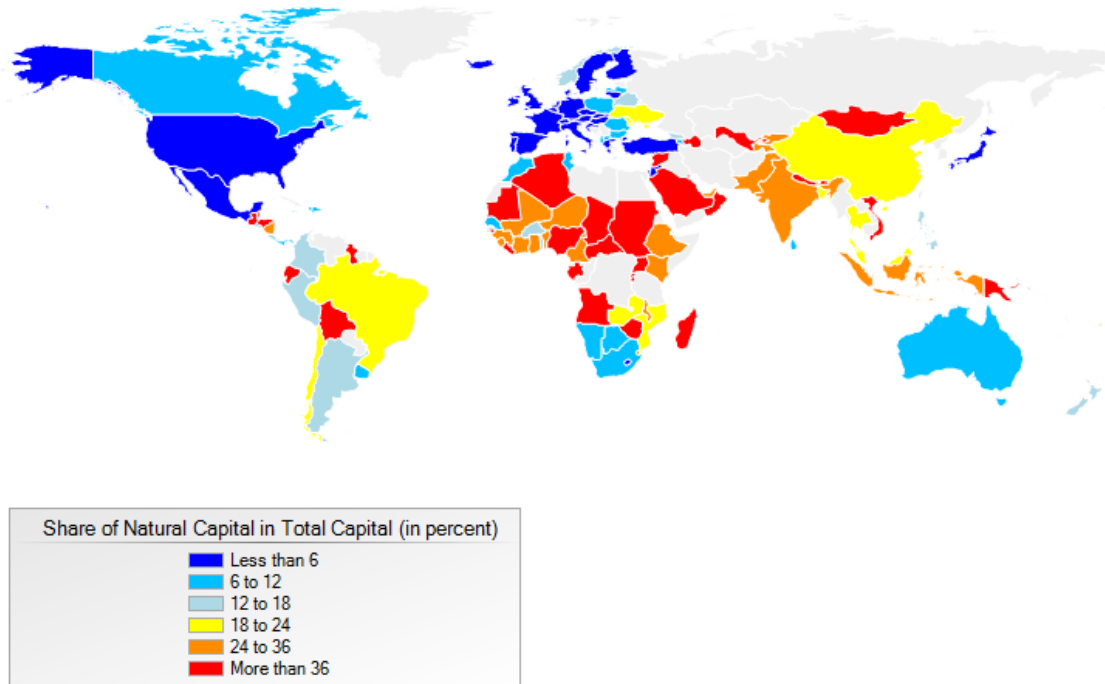 Share of Natural Capital in Total Capital (in percent)
Less than 6
6 to 12
12 to 18
18 to 24
24 to 36
More than 36